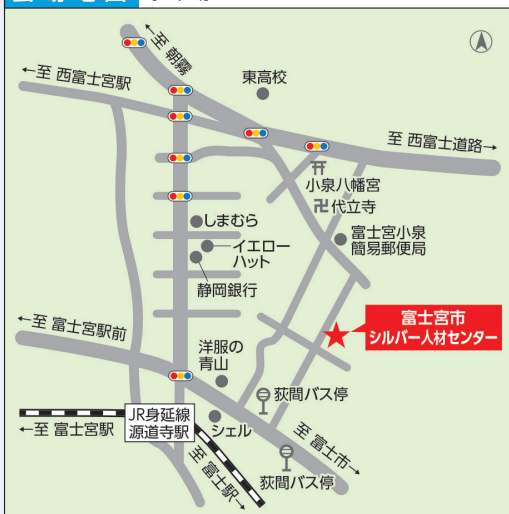 ←至 朝霧
東高校
←至 西富士宮駅
至 西富士道路→
小泉八幡宮
卍代立寺
しまむら
富士宮小泉
簡易郵便局
イエロー
ハット
静岡銀行
富士宮市
シルバー人材センター
←至 富士宮駅前
洋服の
青山
荻間バス停
JR身延線
源道寺駅
シェル
←至 富士宮駅
至 富士市→
至 富士駅→
荻間バス停